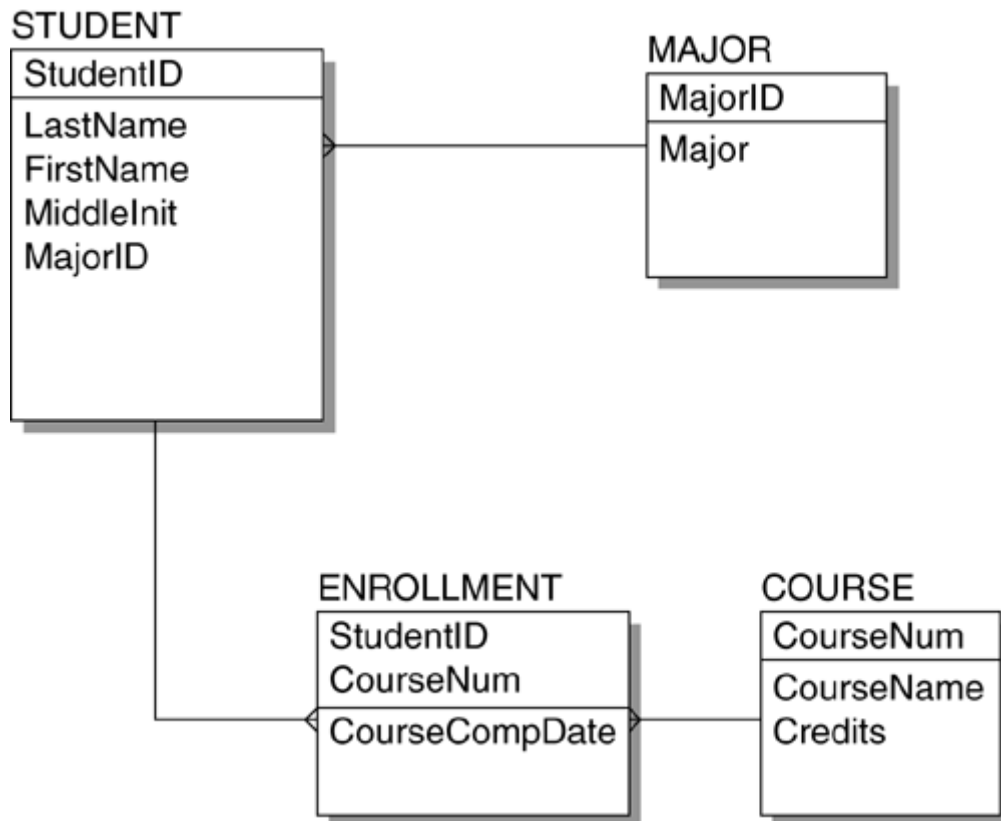 STUDENT
StudentID
LastName
FirstName
MiddleInit
MajorID
MAJOR
MajorID
Major
ENROLLMENT
StudentID
CourseNum
CourseCompDate
COURSE
CourseNum
CourseName
Credits